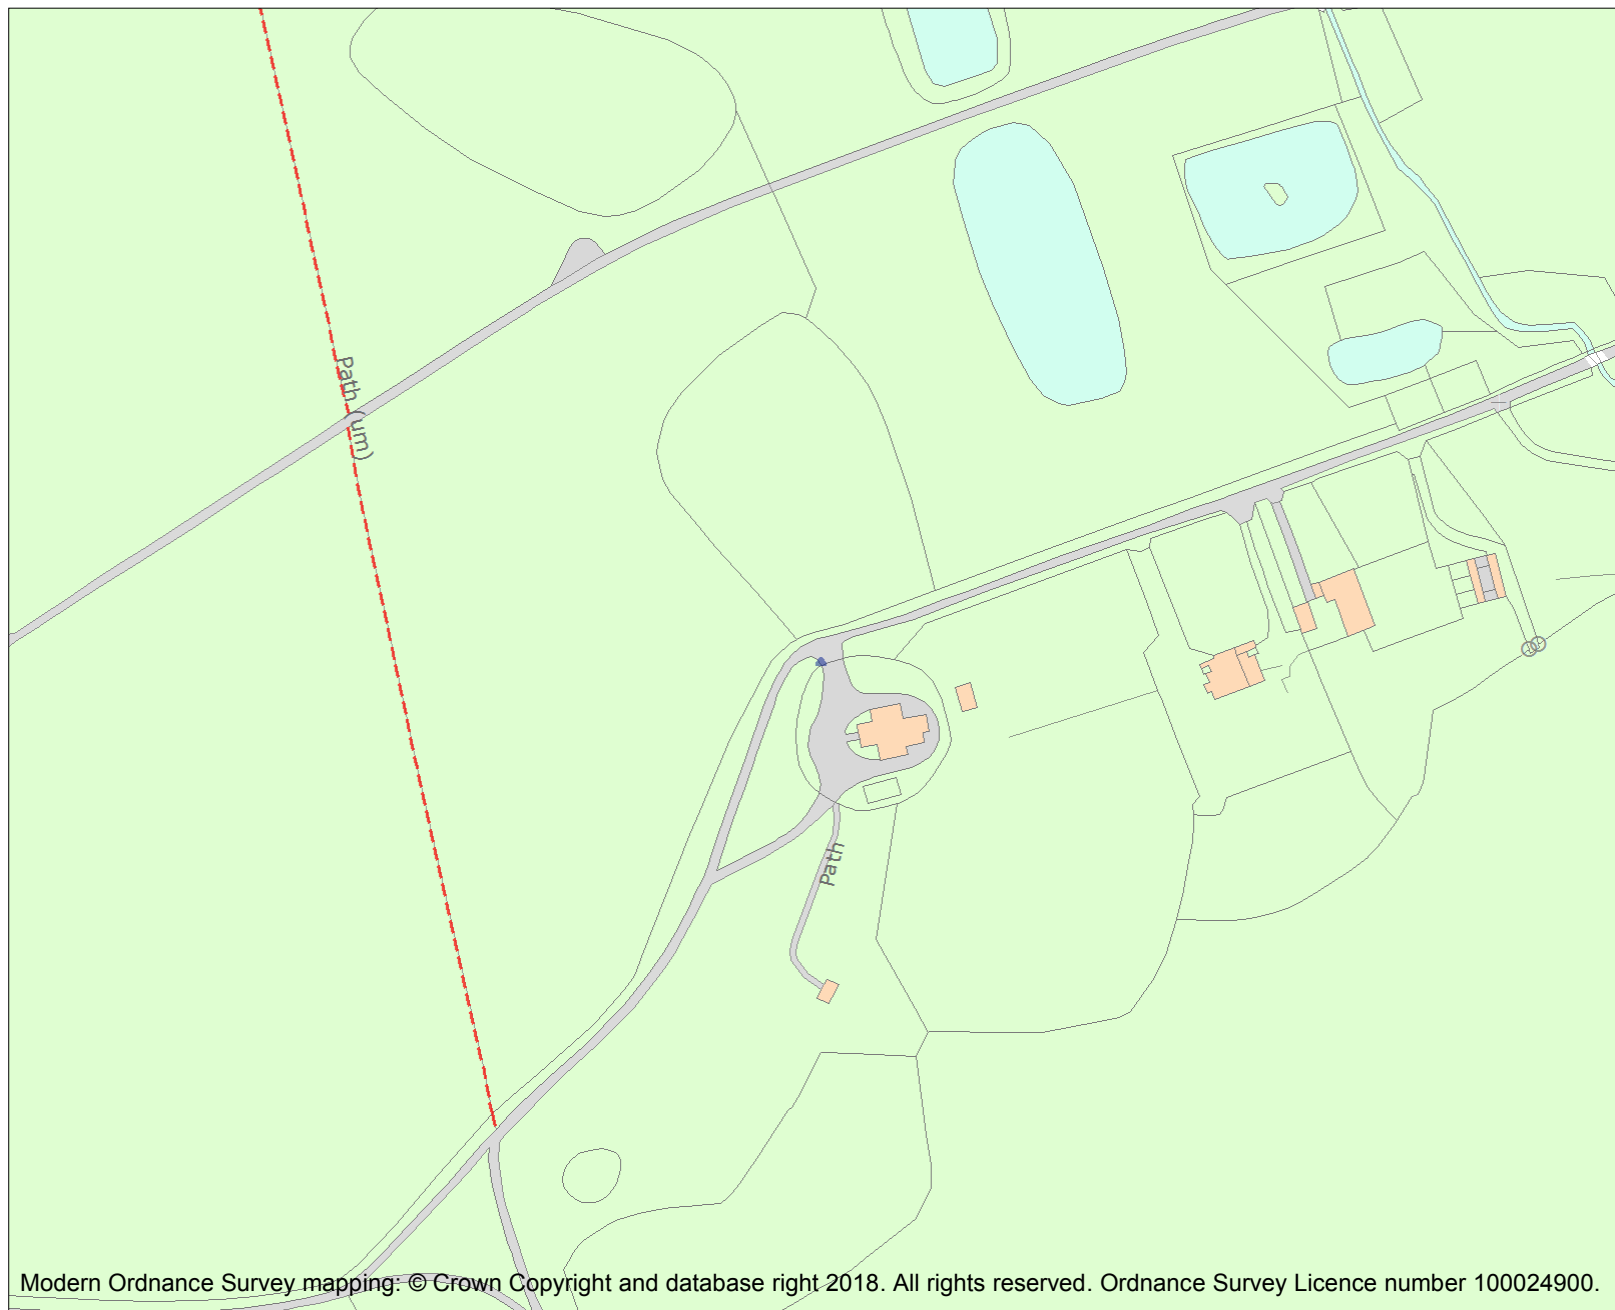 Path (um)
Path
Modern Ordnance Survey mapping: © Crown Copyright and database right 2018. All rights reserved. Ordnance Survey Licence number 100024900.